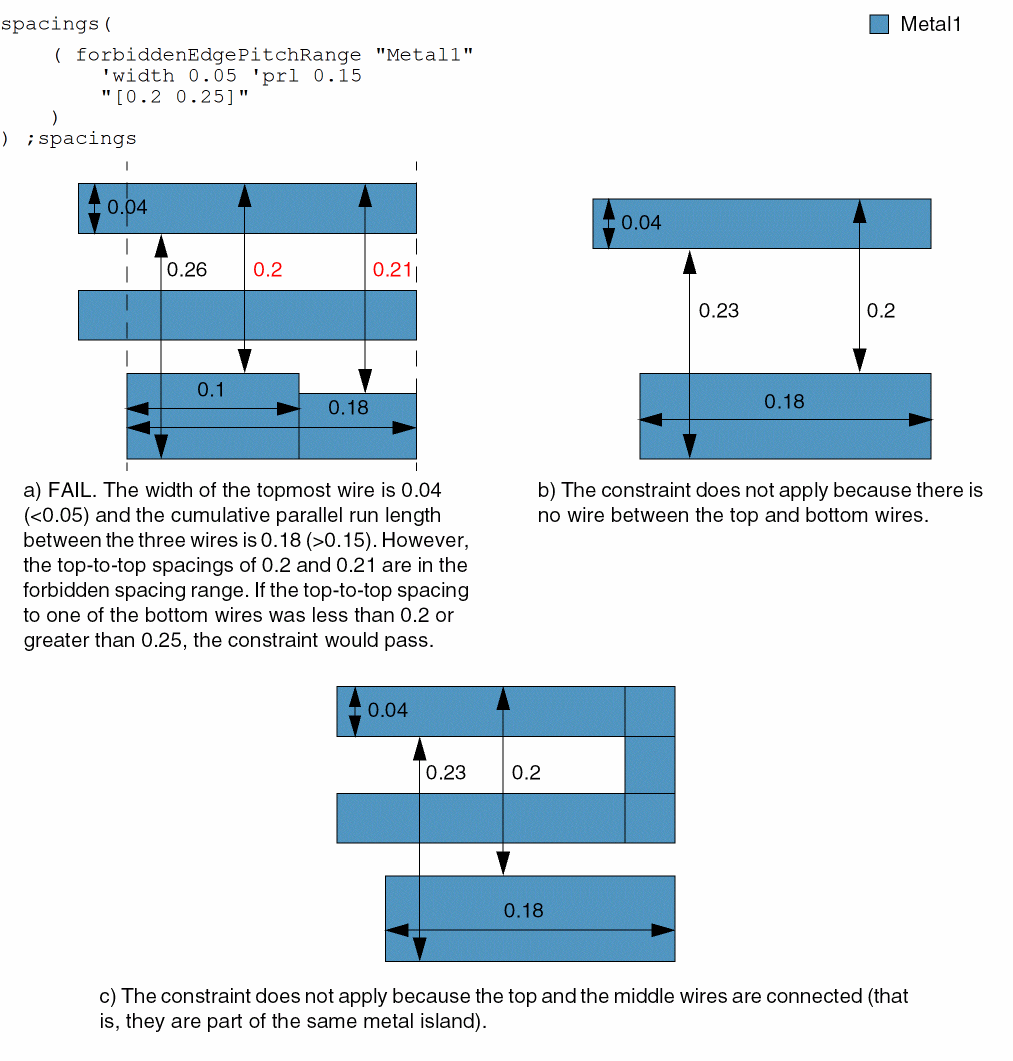 spacings(
Metal1
( forbiddenEdgePitchRange "Metal1"
'width 0.05 'prl 0.15
"[0.2 0.25]"
)
) ;spacings
0.04
0.26
0.2
0.21
0.1
0.18
0.04
0.23
0.2
0.18
a) FAIL. The width of the topmost wire is 0.04
(<0.05) and the cumulative parallel run length
between the three wires is 0.18 (>0.15). However,
the top-to-top spacings of 0.2 and 0.21 are in the
forbidden spacing range. If the top-to-top spacing
to one of the bottom wires was less than 0.2 or
greater than 0.25, the constraint would pass.
b) The constraint does not apply because there is
no wire between the top and bottom wires.
0.04
0.23
0.2
0.18
c) The constraint does not apply because the top and the middle wires are connected (that
is, they are part of the same metal island).